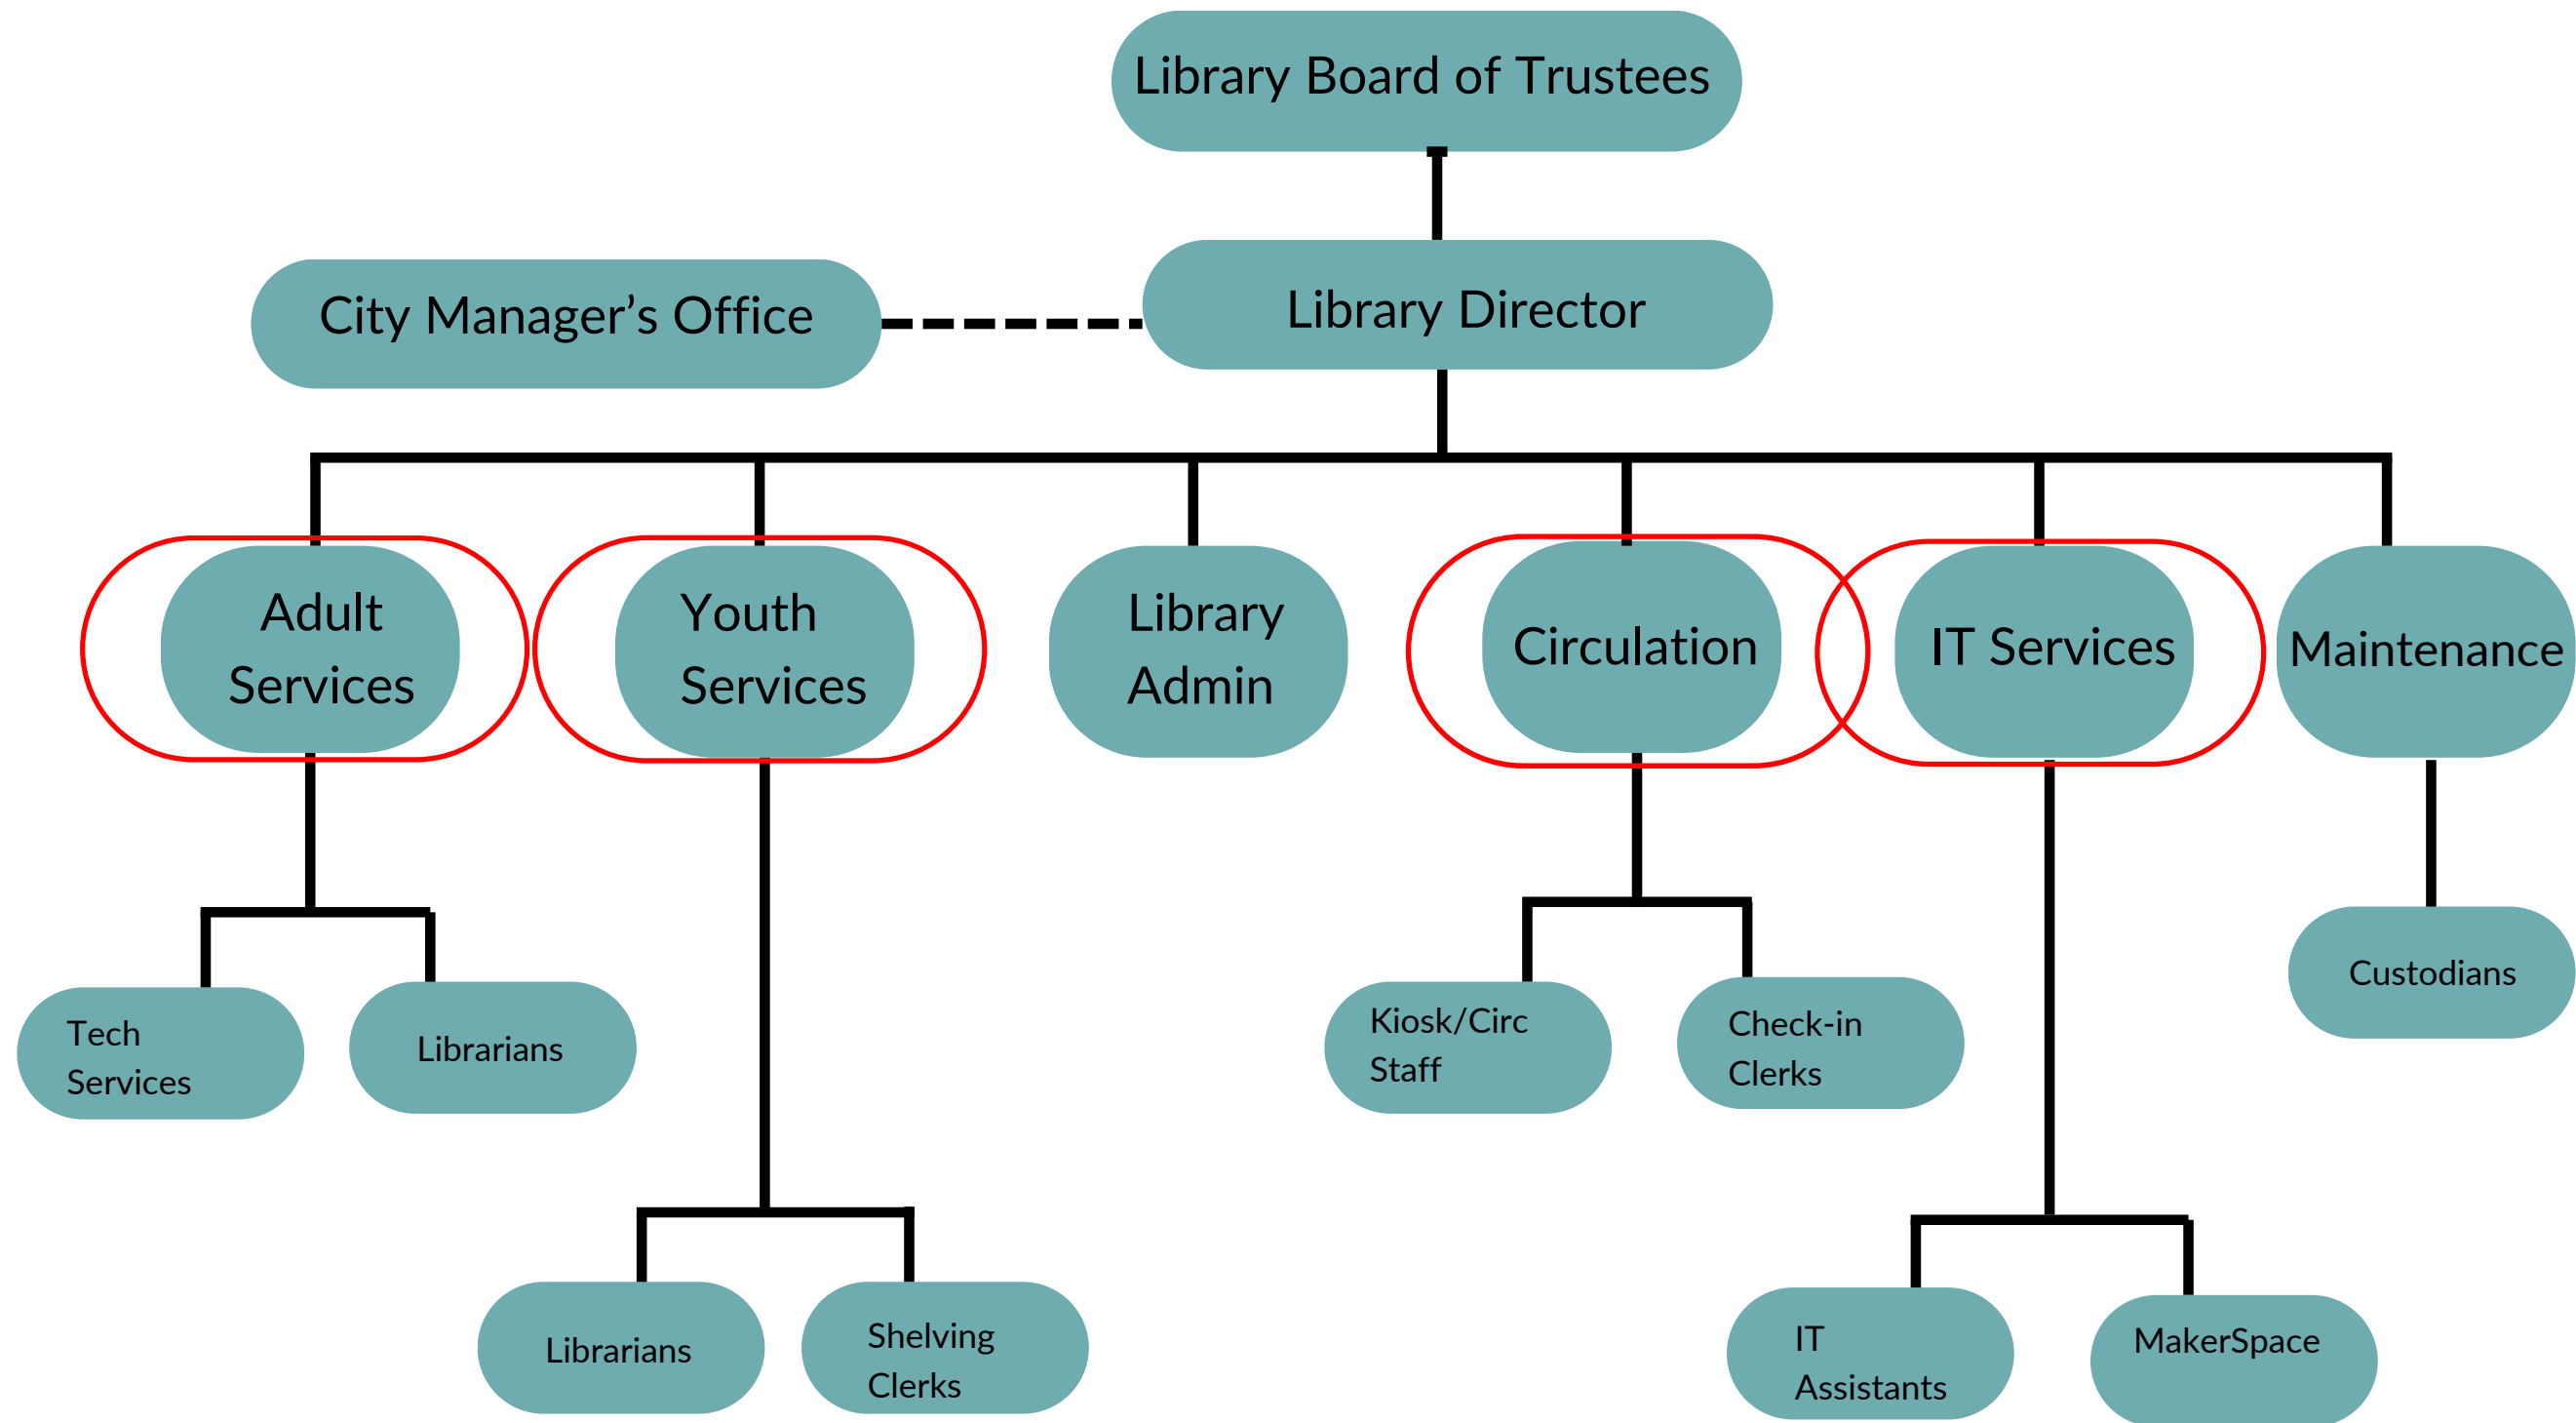 Library Board of Trustees
City Manager’s Office
Library Director
Adult
Services
Youth
Services
Library
Admin
Circulation
IT Services
Maintenance
Tech
Services
Librarians
Kiosk/Circ
Staff
Check-in
Clerks
Custodians
Librarians
Shelving
Clerks
IT
Assistants
MakerSpace